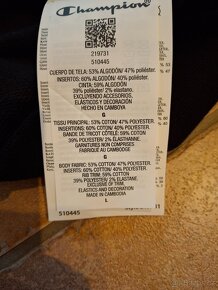 Champion
219731
510445
CUERPO DE TELA: 53% ALGODÓN/ 47% POLIÉSTER.
INSERTOS: 60% ALGODÓN/ 40% POLIÉSTER.
CINTA: 59% ALGODÓN
39% POLIÉSTER/ 2% ELASTANO.
EXCLUYENDO ACCESORIOS,
ELÁSTICOS Y DECORACIÓN
HECHO EN CAMBOYA
G
TISSU PRINCIPAL: 53% COTON/ 47% POLYESTER.
INSERTIONS: 60% COTON/ 40% POLYESTER.
BANDE DE TRICOT CÔTELÉ: 59% COTON,
39% POLYESTER/ 2% ÉLASTHANNE.
GARNITURES NON COMPRISES
FABRIQUÉ AU CAMBODGE
G
BODY FABRIC: 53% COTTON/ 47% POLYESTER.
INSERTS: 60% COTTON/ 40% POLYESTER.
RIB TRIM: 59% COTTON,
39% POLYESTER/ 2% ELASTANE.
EXCLUSIVE OF TRIM
ELASTICS AND ELABORATION
MADE IN CAMBODIA
L
510445